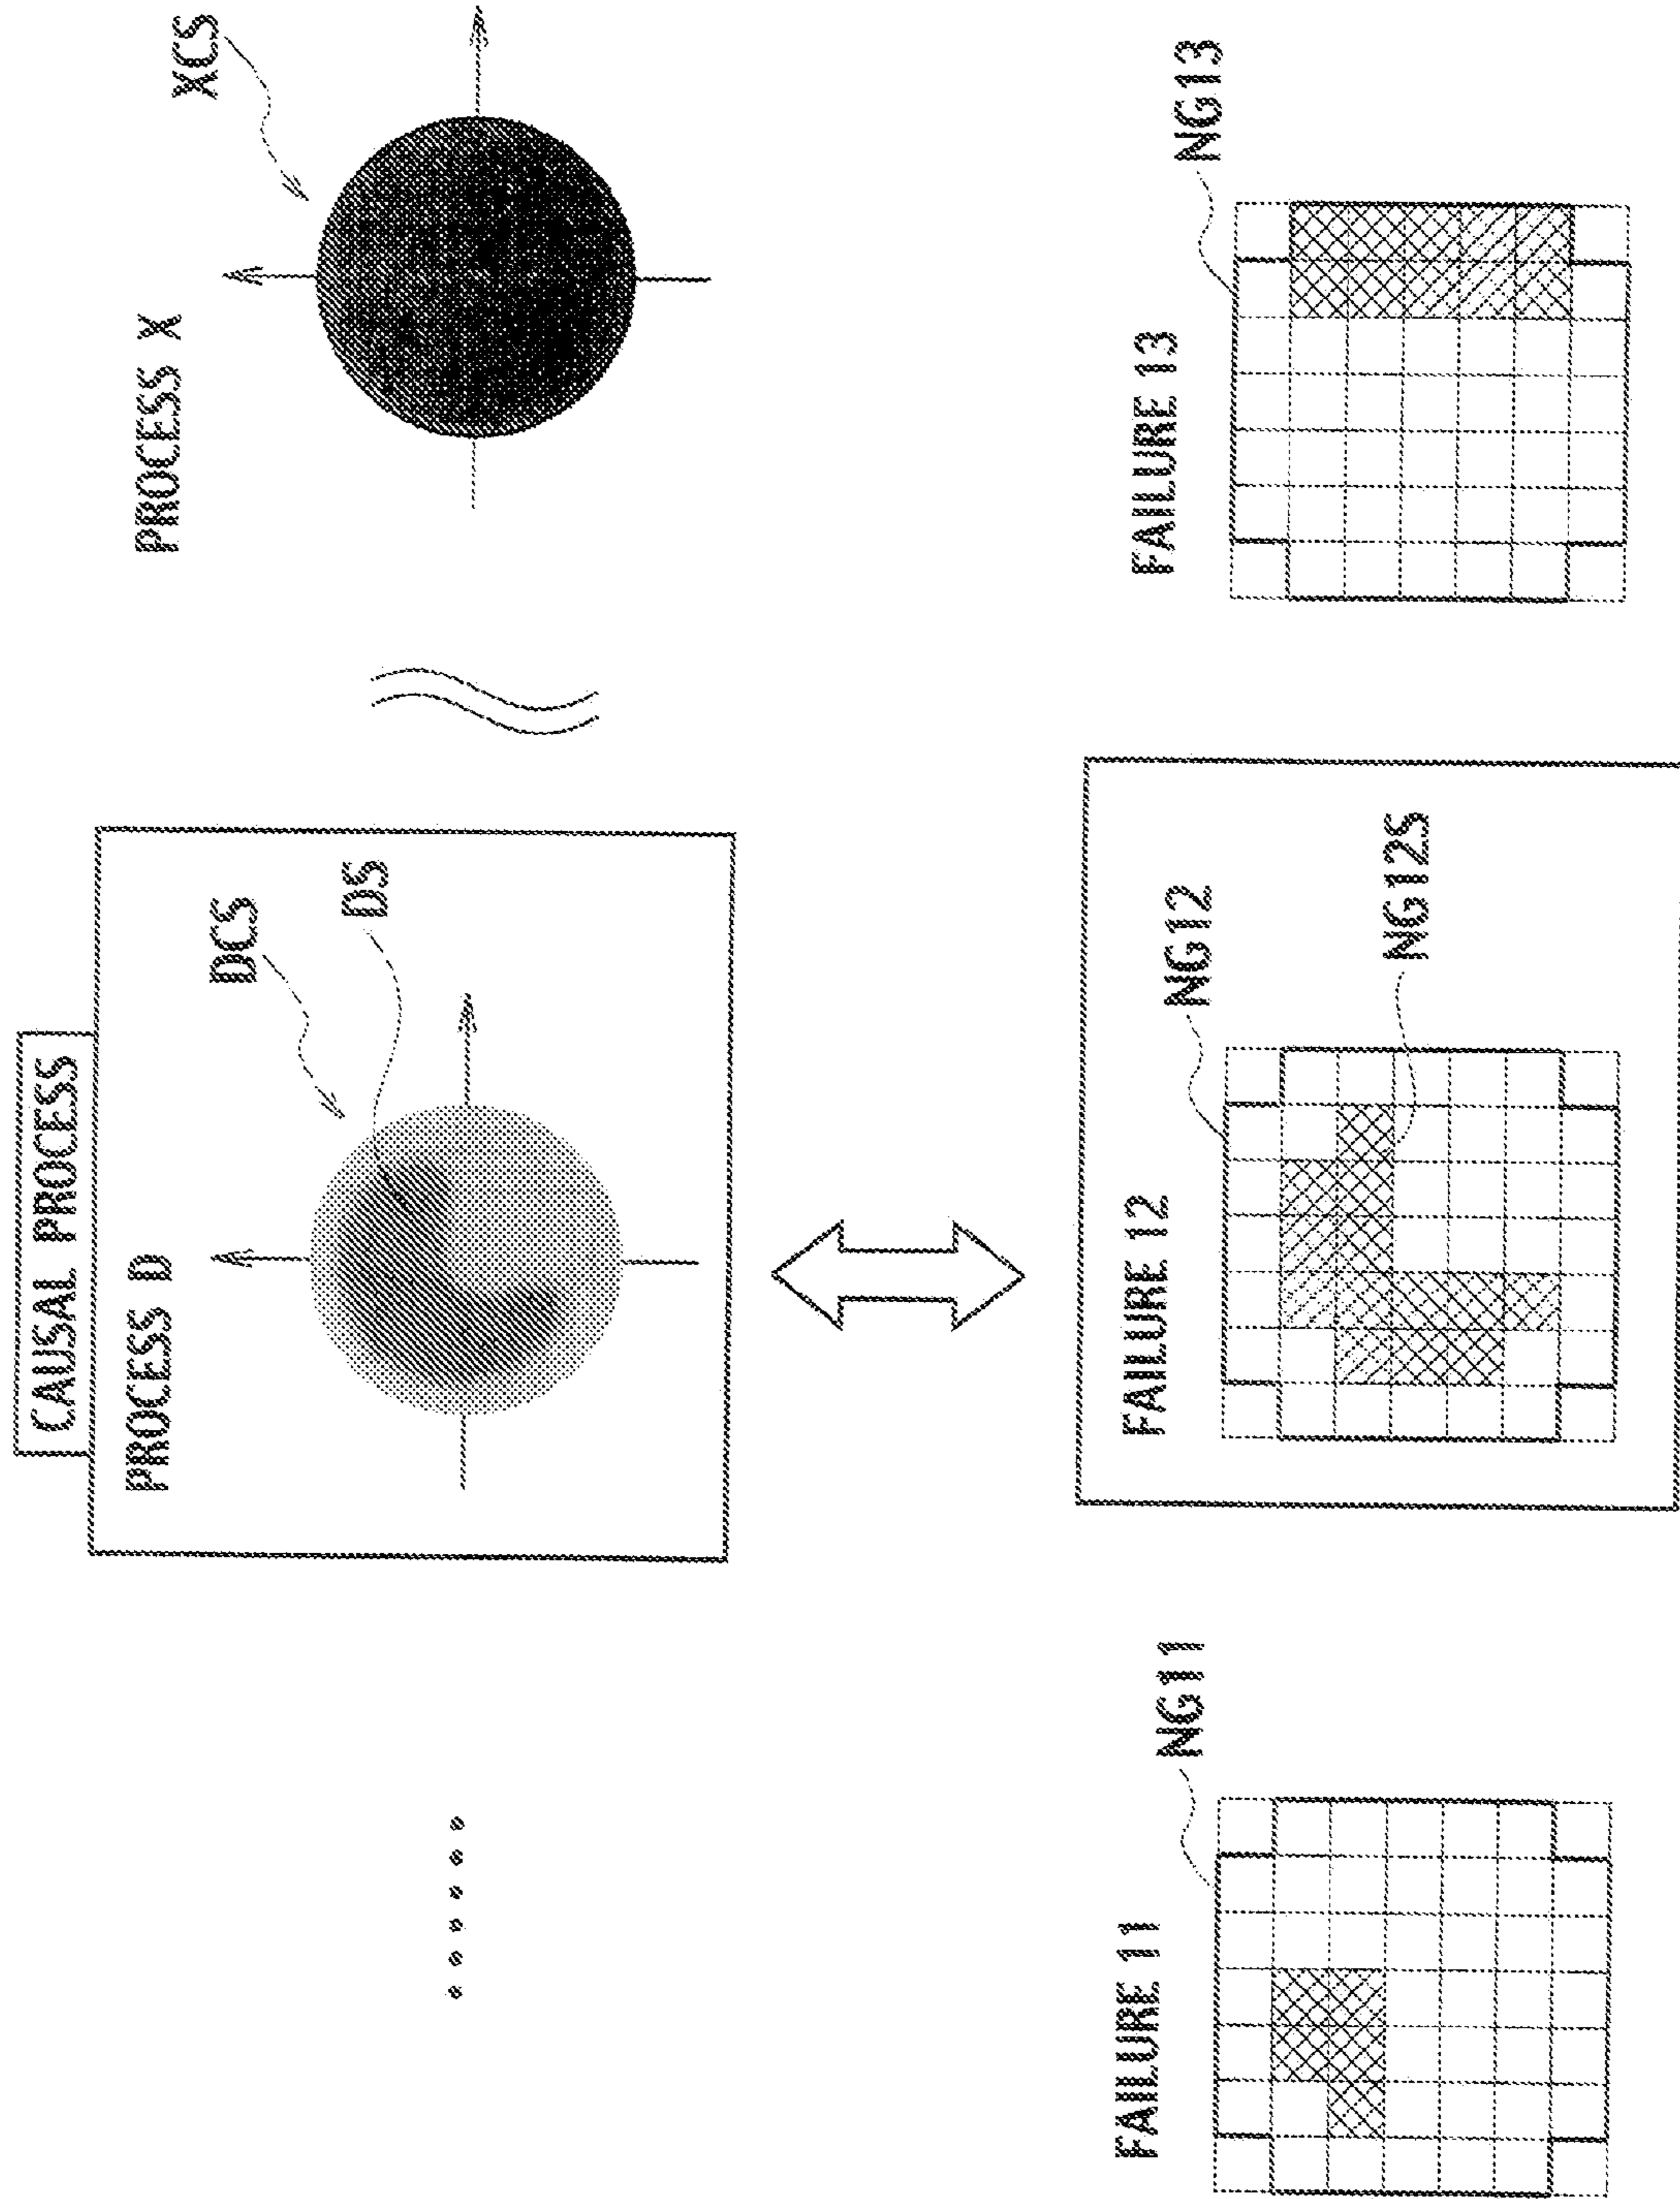 CAUSAL PROCESS
PROCESS D
DCS
DS
PROCESS X
XCS
FAILURE 11
NG11
FAILURE 12
NG12
NG12S
FAILURE 13
NG13